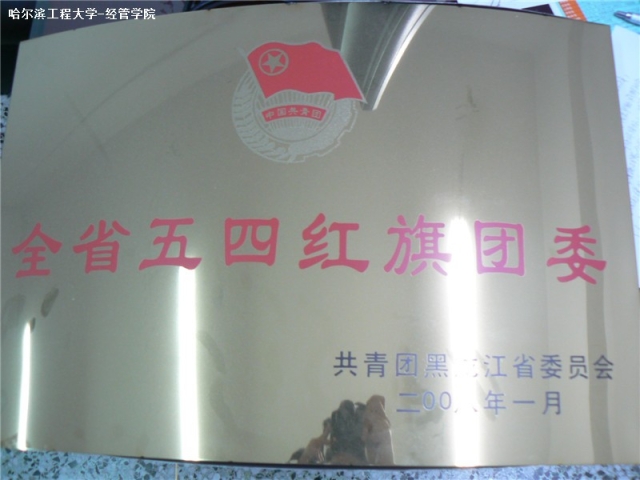 哈尔滨工程大学-经管学院
中国共青团
全省五四红旗团委
共青团黑龙江省委员会
二00 年一月